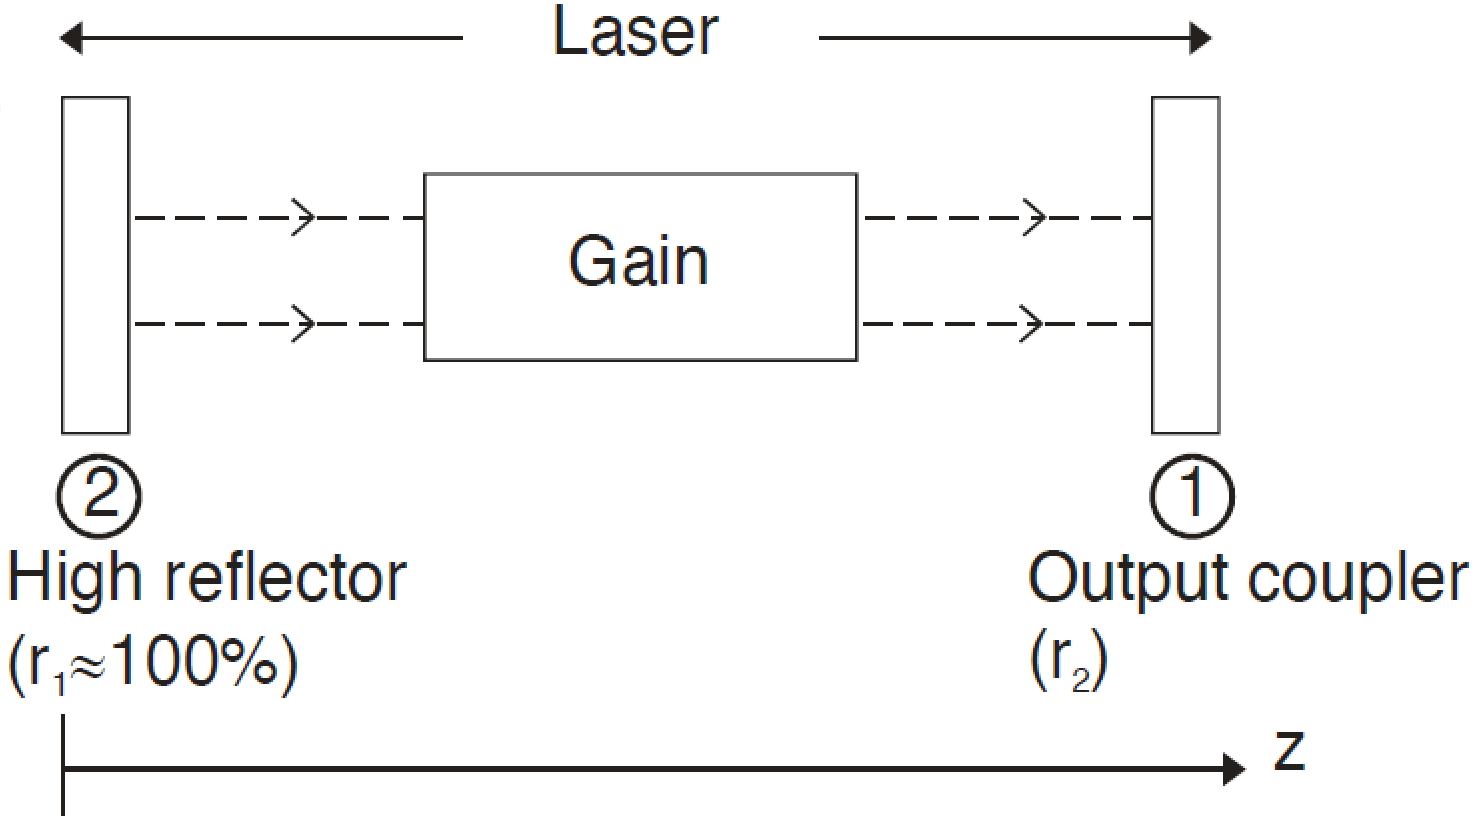 Laser
Gain
2
High reflector
(r₁≈100%)
1
Output coupler
(r₂)
z